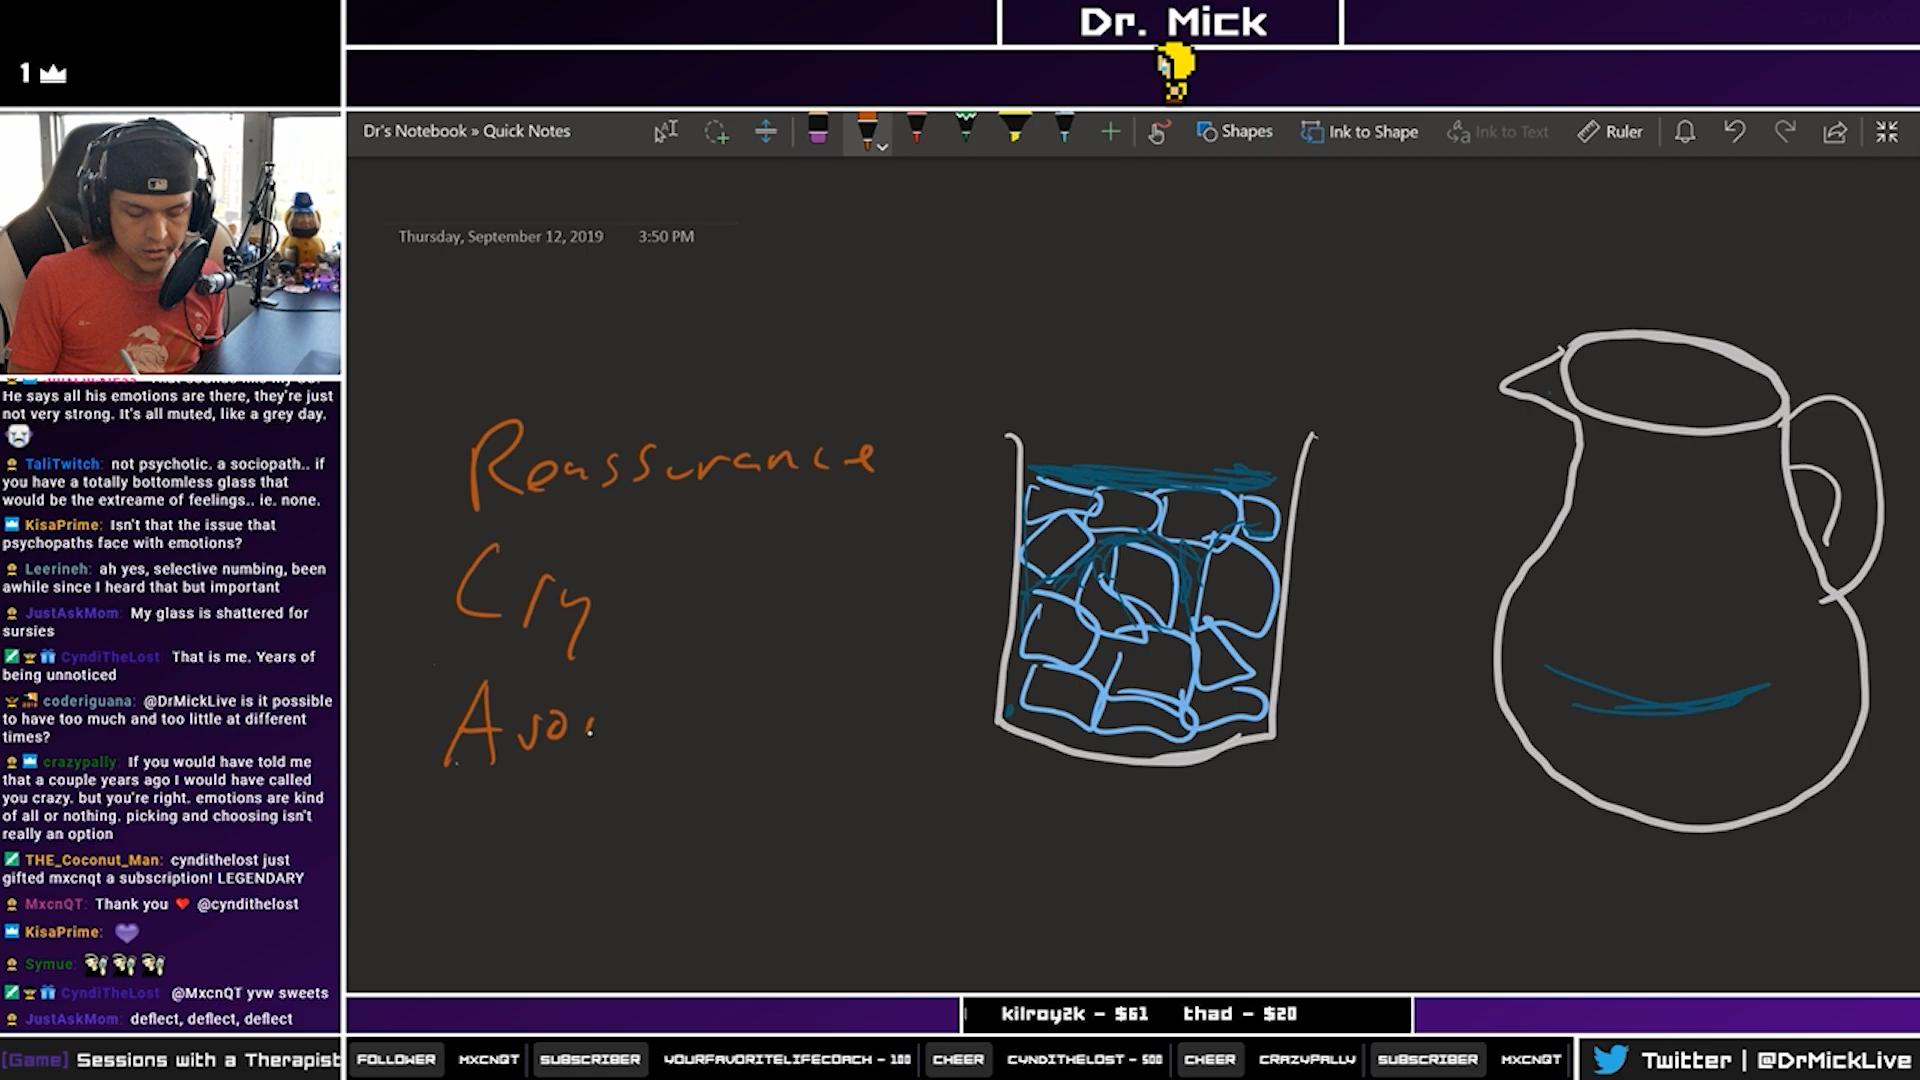 Dr. Mick
1
Dr's Notebook » Quick Notes
Shapes
Ink to Shape
Ink to Text
Ruler
Thursday, September 12, 2019 3:50 PM
Reassurance
Cry
Avoi
He says all his emotions are there, they're just
not very strong. It's all muted, like a grey day.
TaliTwitch: not psychotic. a sociopath.. if
you have a totally bottomless glass that
would be the extreame of feelings.. ie. none.
KisaPrime: Isn't that the issue that
psychopaths face with emotions?
Leerineh: ah yes, selective numbing, been
awhile since I heard that but important
JustAskMom: My glass is shattered for
sursies
CyndiTheLost: That is me. Years of
being unnoticed
coderiguana: @DrMickLive is it possible
to have too much and too little at different
times?
crazypally: If you would have told me
that a couple years ago I would have called
you crazy. but you're right. emotions are kind
of all or nothing. picking and choosing isn't
really an option
THE_Coconut_Man: cyndithelost just
gifted mxcnqt a subscription! LEGENDARY
MxcnQT: Thank you @cyndithelost
KisaPrime:
Symue:
CyndiTheLost: @MxcnQT yvw sweets
JustAskMom: deflect, deflect, deflect
kilroy2k - $61 thad - $20
[Game] Sessions with a Therapist
FOLLOWER MXCNQT SUBSCRIBER YOURFAVORITELIFECOACH - 100 CHEER CYNDITHELOST - 500 CHEER CRAZYPALLY SUBSCRIBER MXCNQT
Twitter | @DrMickLive